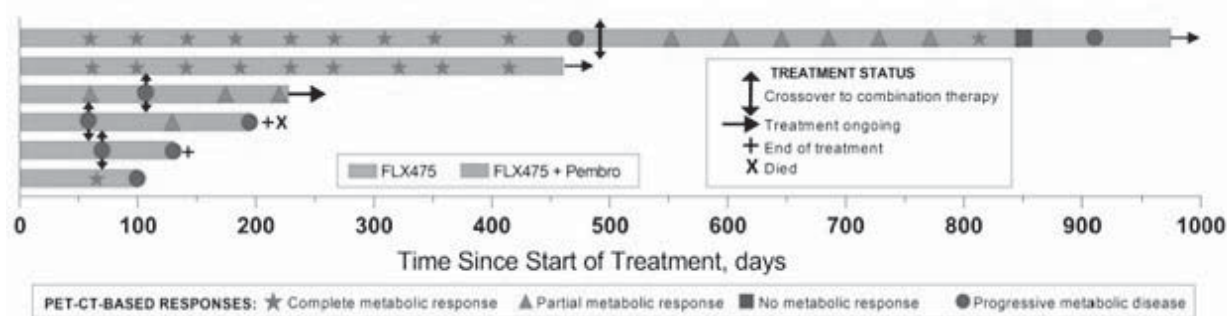 TREATMENT STATUS
Crossover to combination therapy
Treatment ongoing
+ End of treatment
X Died
+X
+
FLX475 FLX475 + Pembro
0 100 200 300 400 500 600 700 800 900 1000
Time Since Start of Treatment, days
PET-CT-BASED RESPONSES: Complete metabolic response Partial metabolic response No metabolic response Progressive metabolic disease